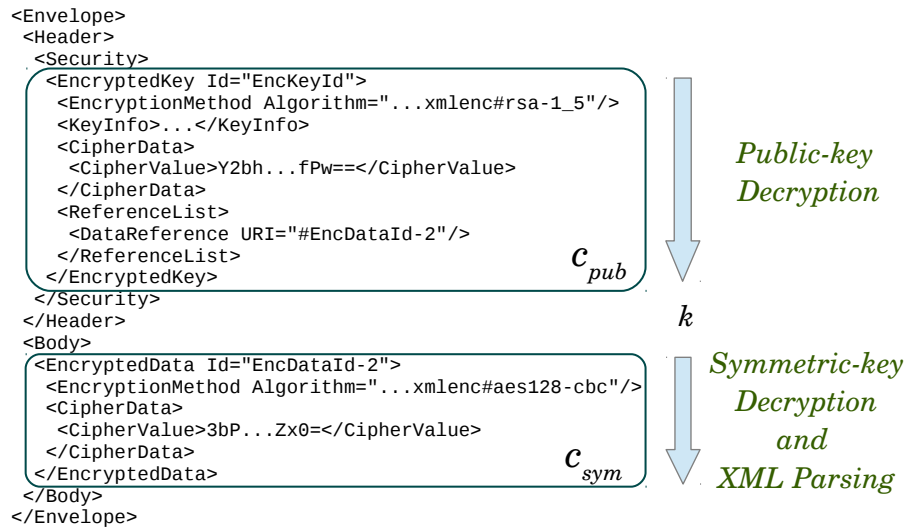 <Envelope>
<Header>
<Security>
<EncryptedKey Id="EncKeyId">
<EncryptionMethod Algorithm="...xmlenc#rsa-1_5"/>
<KeyInfo>...</KeyInfo>
<CipherData>
<CipherValue>Y2bh...fPw==</CipherValue>
</CipherData>
<ReferenceList>
<DataReference URI="#EncDataId-2"/>
</ReferenceList>
</EncryptedKey>
c_pub
</Security>
</Header>
<Body>
<EncryptedData Id="EncDataId-2">
<EncryptionMethod Algorithm="...xmlenc#aes128-cbc"/>
<CipherData>
<CipherValue>3bP...Zx0=</CipherValue>
</CipherData>
</EncryptedData>
c_sym
</Body>
</Envelope>
Public-key
Decryption
k
Symmetric-key
Decryption
and
XML Parsing